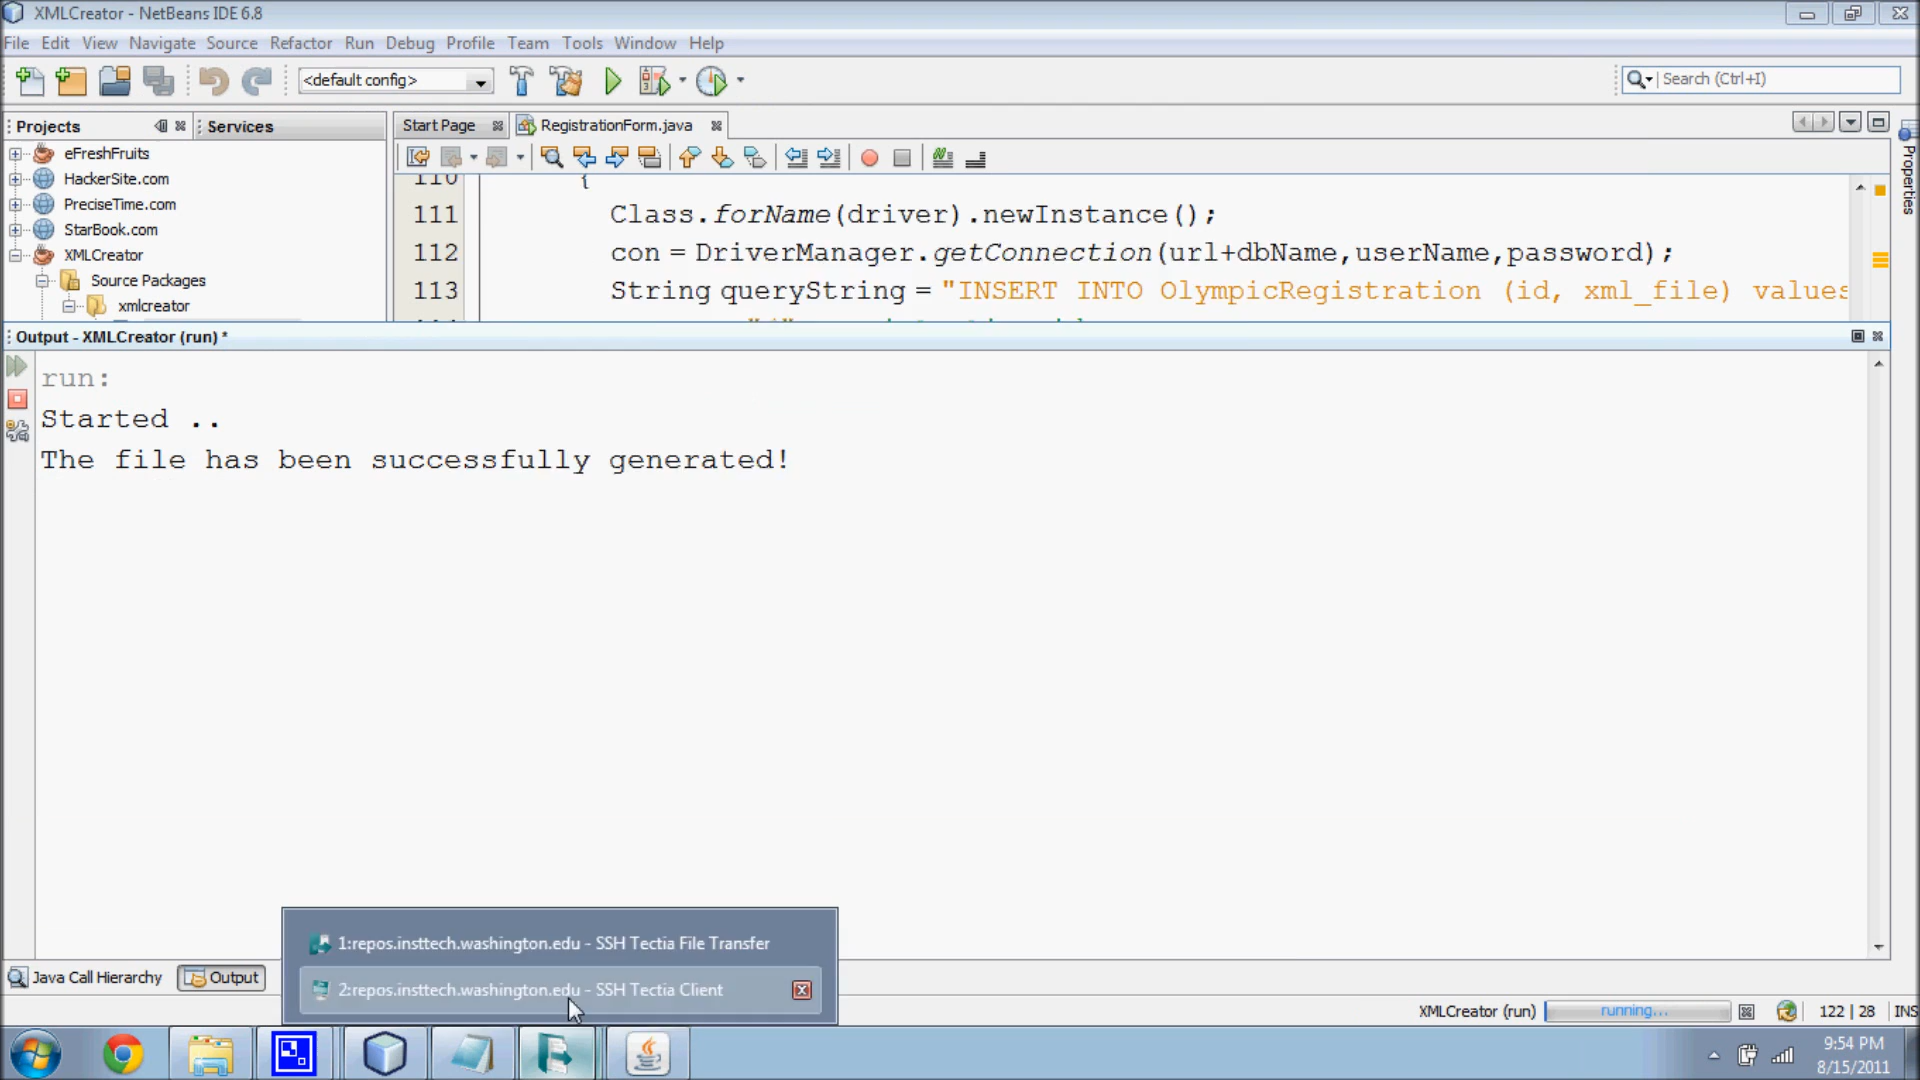 XMLCreator - NetBeans IDE 6.8
File Edit View Navigate Source Refactor Run Debug Profile Team Tools Window Help
<default config>
Search (Ctrl+I)
Projects
Services
Start Page
RegistrationForm.java
Properties
eFreshFruits
HackerSite.com
PreciseTime.com
StarBook.com
XMLCreator
Source Packages
xmlcreator
110 {
111 Class.forName(driver).newInstance();
112 con = DriverManager.getConnection(url+dbName,userName,password);
113 String queryString = "INSERT INTO OlympicRegistration (id, xml_file) values
Output - XMLCreator (run) *
run:
Started ..
The file has been successfully generated!
1:repos.insttech.washington.edu - SSH Tectia File Transfer
2:repos.insttech.washington.edu - SSH Tectia Client
Java Call Hierarchy
Output
XMLCreator (run)
running...
122 | 28
INS
9:54 PM
8/15/2011